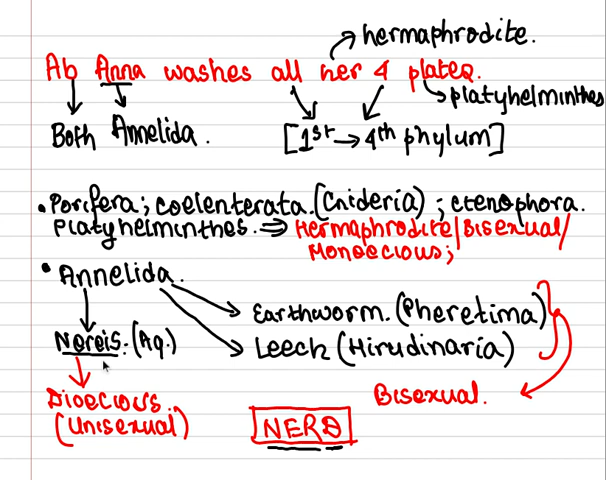 hermaphrodite.
Ab Anna washes all her 4 plates.
platyhelminthes
Both Annelida.
[1st → 4th phylum]
• Porifera; coelenterata. (Cnideria); ctenophora.
Platyhelminthes. ⇒ Hermaphrodite/Bisexual/
Monoecious;
• Annelida.
Earthworm. (Pheretima)
Nereis. (Aq.)
Leech (Hirudinaria)
Dioecious.
(Unisexual)
Bisexual.
NERD